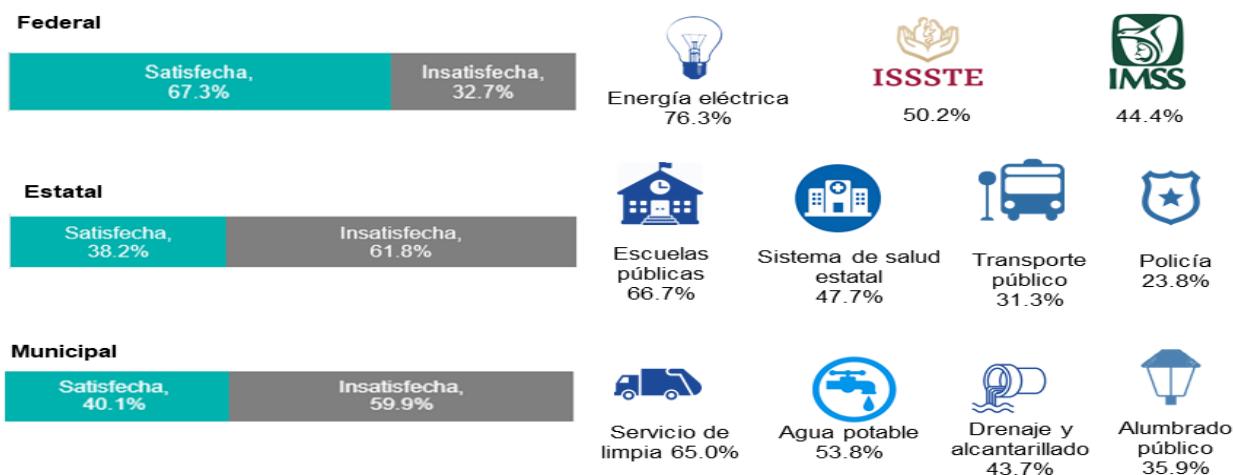 Federal
Satisfecha,
67.3%
Insatisfecha,
32.7%
Energía eléctrica
76.3%
ISSSTE
50.2%
IMSS
44.4%
Estatal
Satisfecha,
38.2%
Insatisfecha,
61.8%
Escuelas
públicas
66.7%
Sistema de salud
estatal
47.7%
Transporte
público
31.3%
Policía
23.8%
Municipal
Satisfecha,
40.1%
Insatisfecha,
59.9%
Servicio de
limpia 65.0%
Agua potable
53.8%
Drenaje y
alcantarillado
43.7%
Alumbrado
público
35.9%